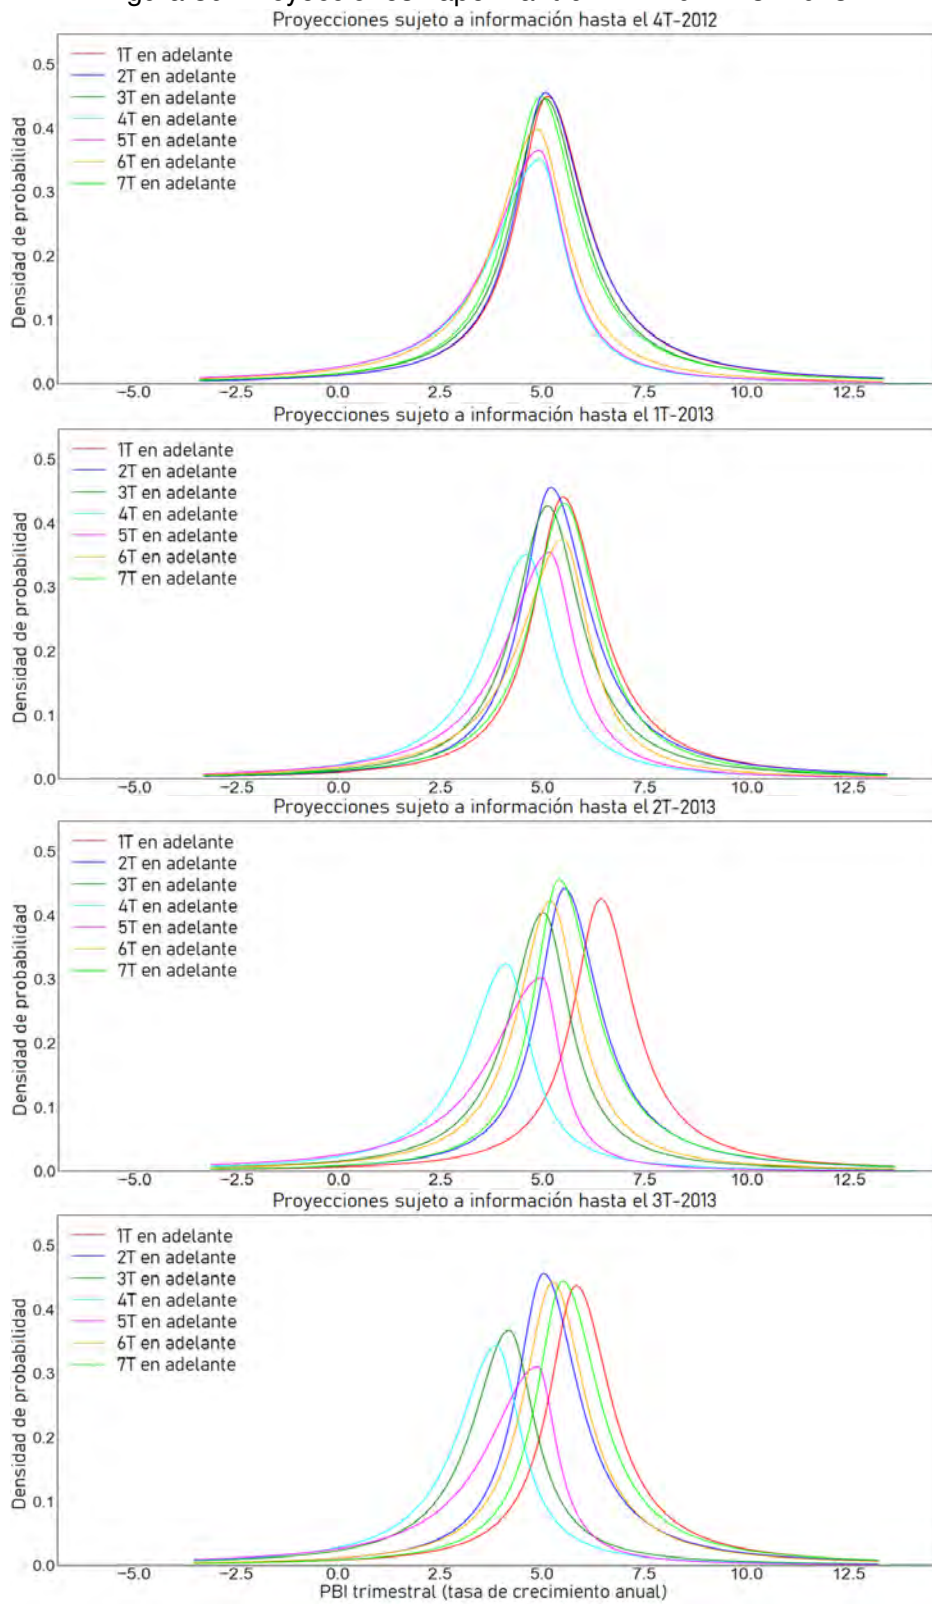 Proyecciones sujeto a información hasta el 4T-2012
Densidad de probabilidad
0.5
0.4
0.3
0.2
0.1
0.0
1T en adelante
2T en adelante
3T en adelante
4T en adelante
5T en adelante
6T en adelante
7T en adelante
−5.0 −2.5 0.0 2.5 5.0 7.5 10.0 12.5
Proyecciones sujeto a información hasta el 1T-2013
Densidad de probabilidad
0.5
0.4
0.3
0.2
0.1
0.0
1T en adelante
2T en adelante
3T en adelante
4T en adelante
5T en adelante
6T en adelante
7T en adelante
−5.0 −2.5 0.0 2.5 5.0 7.5 10.0 12.5
Proyecciones sujeto a información hasta el 2T-2013
Densidad de probabilidad
0.5
0.4
0.3
0.2
0.1
0.0
1T en adelante
2T en adelante
3T en adelante
4T en adelante
5T en adelante
6T en adelante
7T en adelante
−5.0 −2.5 0.0 2.5 5.0 7.5 10.0 12.5
Proyecciones sujeto a información hasta el 3T-2013
Densidad de probabilidad
0.5
0.4
0.3
0.2
0.1
0.0
1T en adelante
2T en adelante
3T en adelante
4T en adelante
5T en adelante
6T en adelante
7T en adelante
−5.0 −2.5 0.0 2.5 5.0 7.5 10.0 12.5
PBI trimestral (tasa de crecimiento anual)